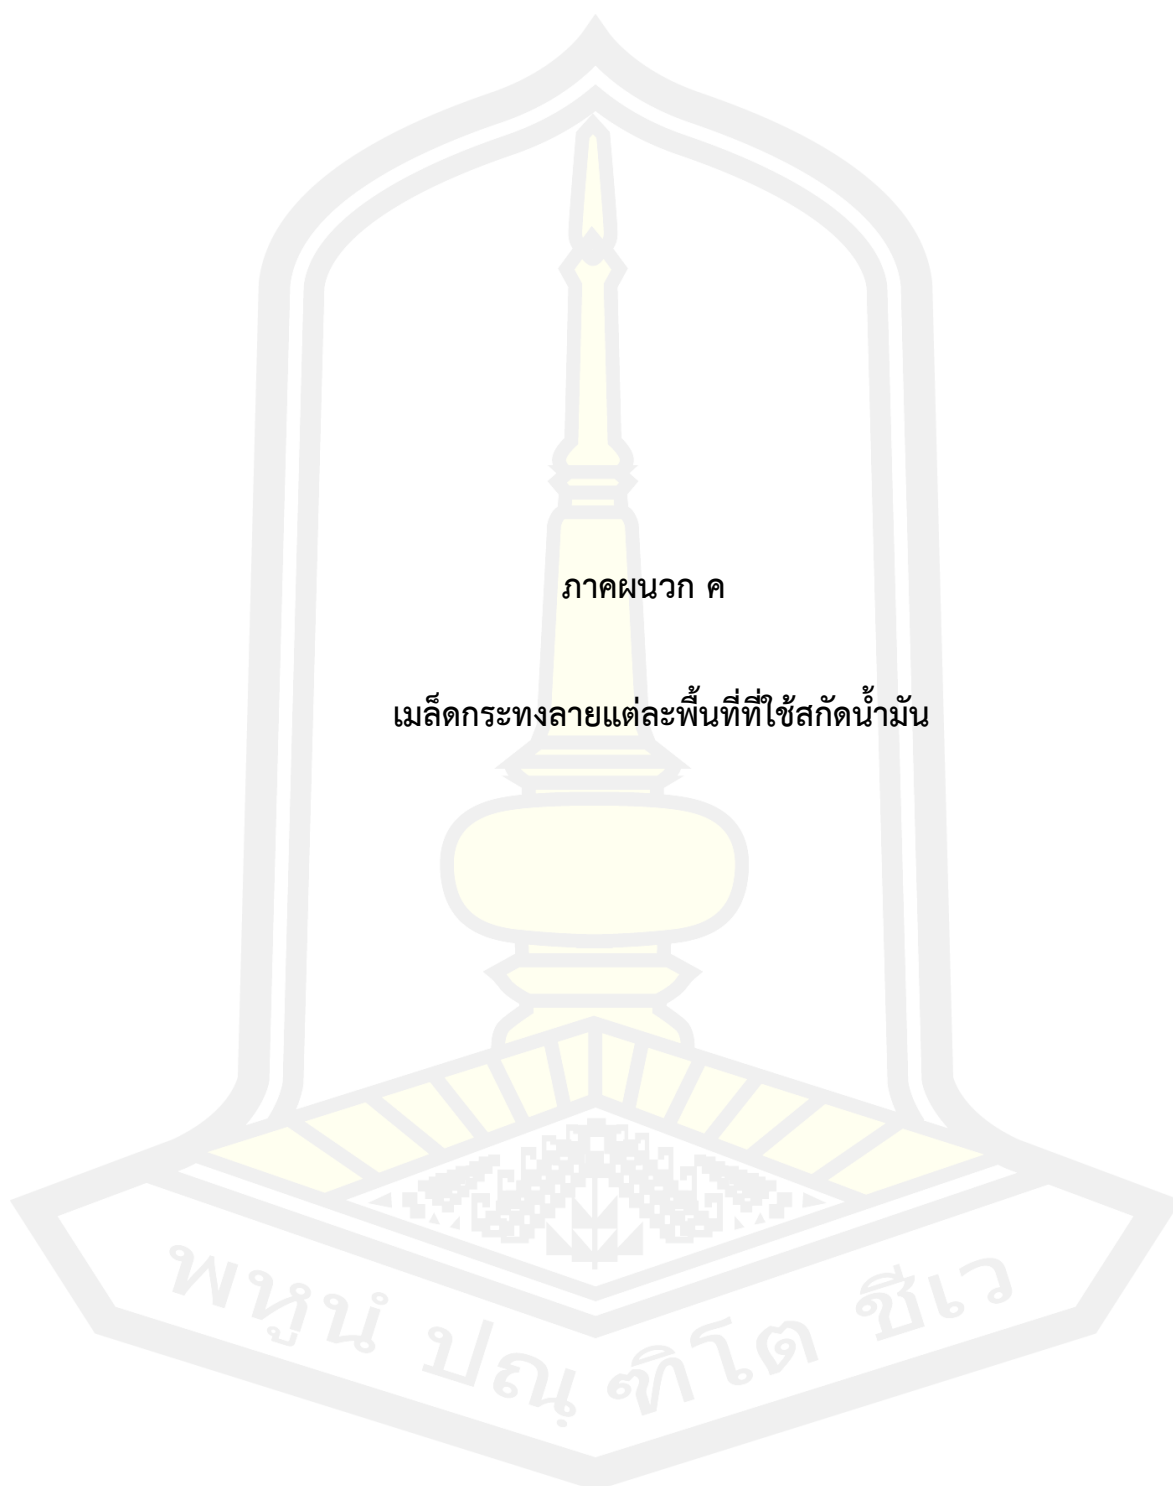 ภาคผนวก ค
เมล็ดกระทงลายแต่ละพื้นที่ที่ใช้สกัดน้ำมัน
พหูนํ ปณฺ ฑิโต ชีเว